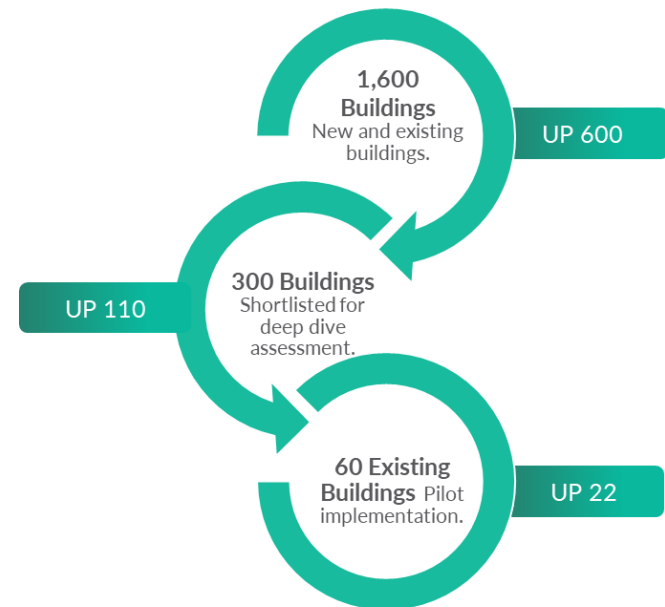 1,600
Buildings
New and existing
buildings.
UP 600
300 Buildings
Shortlisted for
deep dive
assessment.
UP 110
60 Existing
Buildings Pilot
implementation.
UP 22